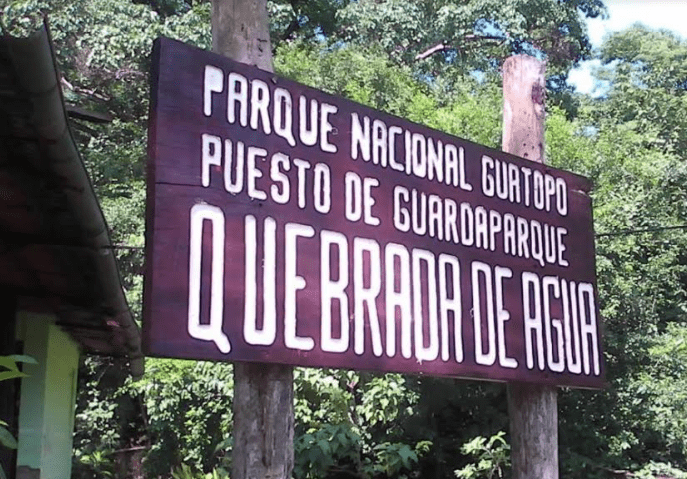 PARQUE NACIONAL GUATOPO
PUESTO DE GUARDAPARQUE
QUEBRADA DE AGUA